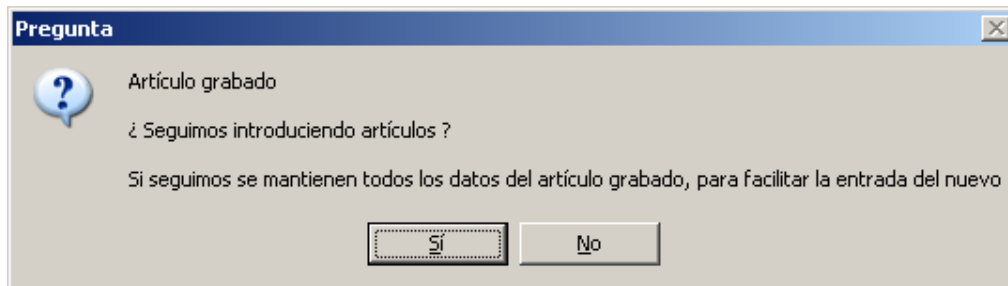 Pregunta
Artículo grabado
¿ Seguimos introduciendo artículos ?
Si seguimos se mantienen todos los datos del artículo grabado, para facilitar la entrada del nuevo
Sí No